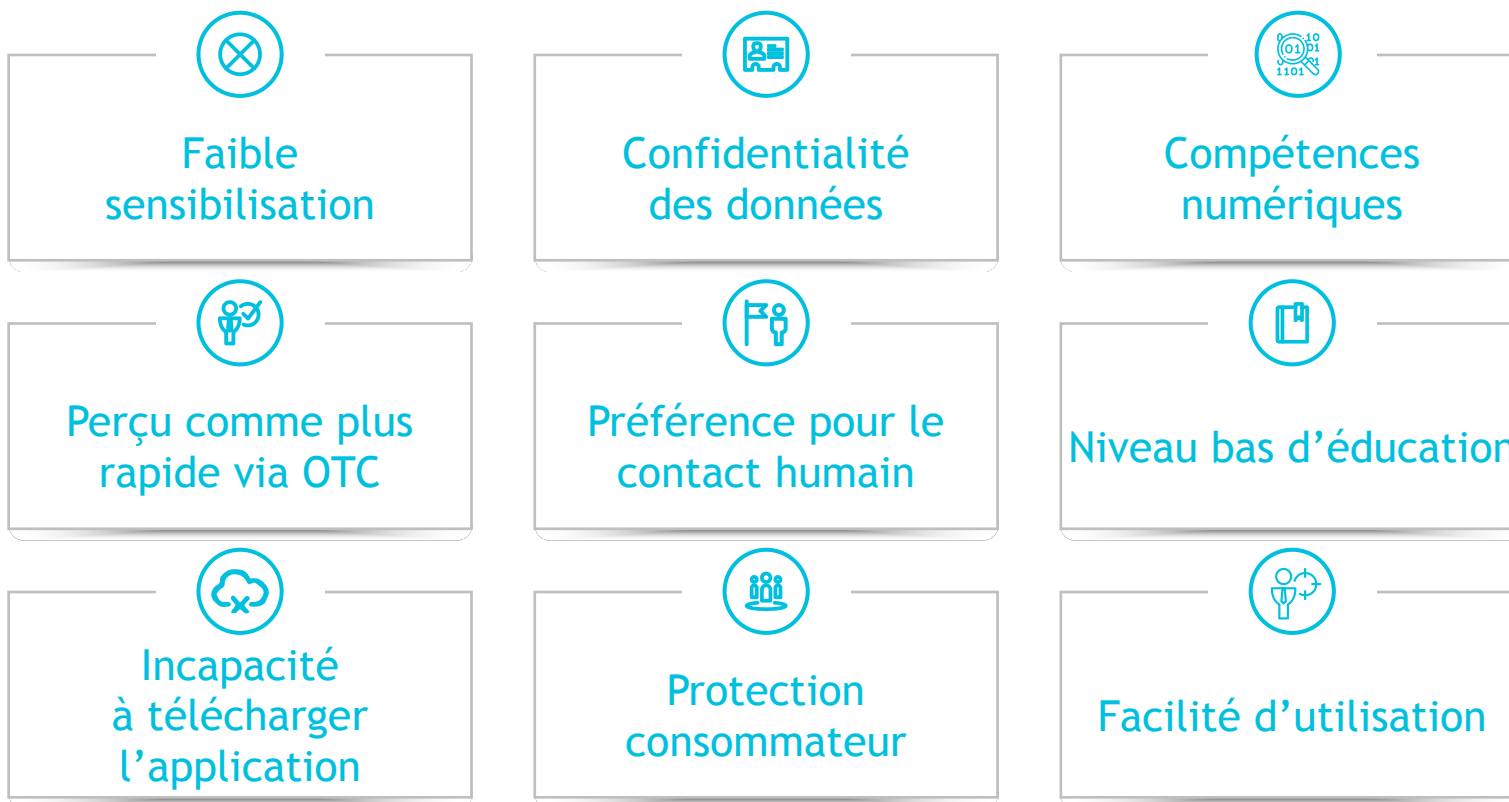 Faible
sensibilisation
Confidentialité
des données
Compétences
numériques
Perçu comme plus
rapide via OTC
Préférence pour le
contact humain
Niveau bas d’éducation
Incapacité
à télécharger
l’application
Protection
consommateur
Facilité d’utilisation